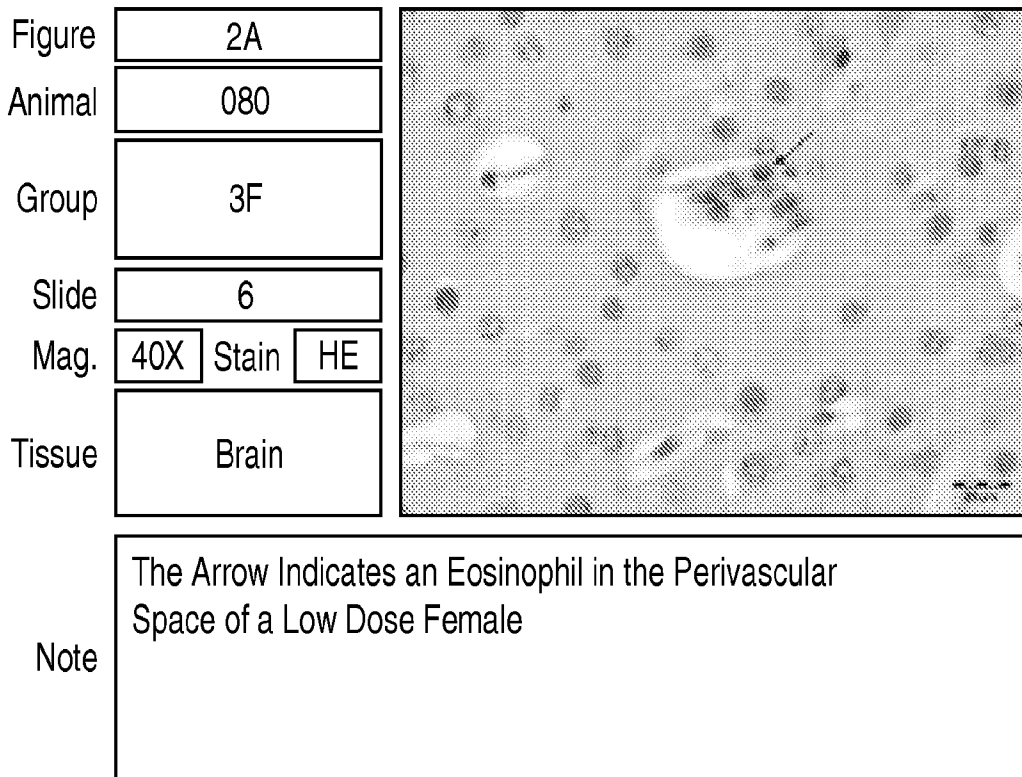 Figure 2A
Animal 080
Group 3F
Slide 6
Mag. 40X Stain HE
Tissue Brain
Note The Arrow Indicates an Eosinophil in the Perivascular
Space of a Low Dose Female